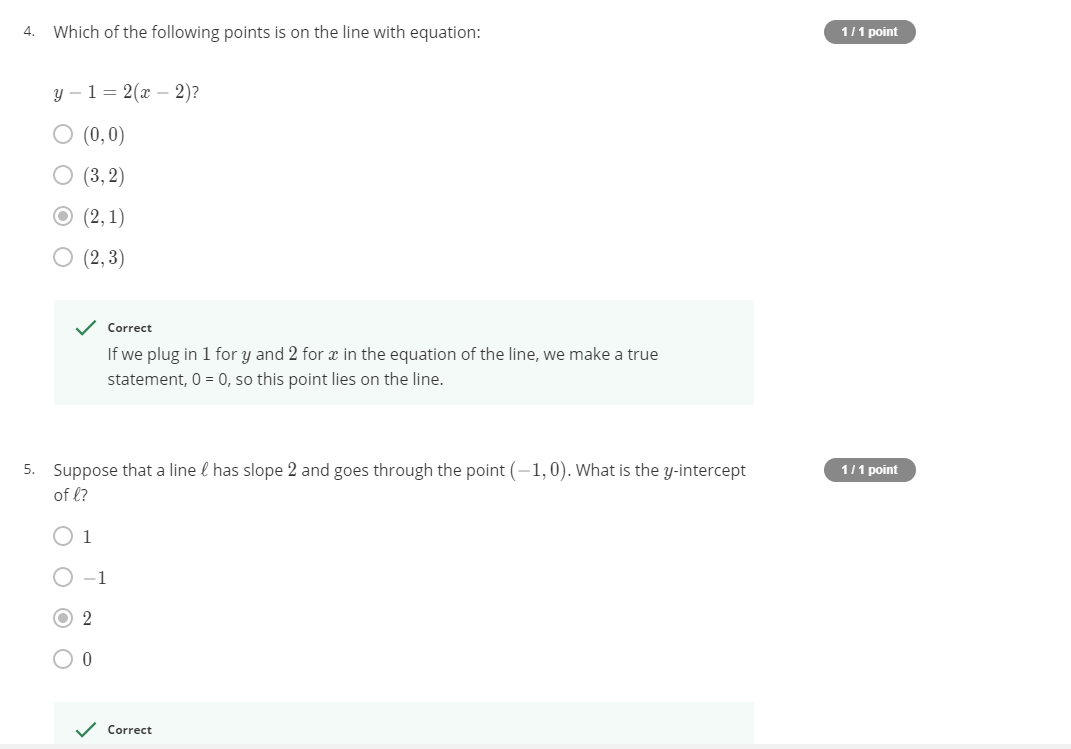 4. Which of the following points is on the line with equation: 1 / 1 point
y − 1 = 2(x − 2)?
(0, 0)
(3, 2)
(2, 1)
(2, 3)
Correct
If we plug in 1 for y and 2 for x in the equation of the line, we make a true
statement, 0 = 0, so this point lies on the line.
5. Suppose that a line ℓ has slope 2 and goes through the point (−1, 0). What is the y-intercept 1 / 1 point
of ℓ?
1
−1
2
0
Correct